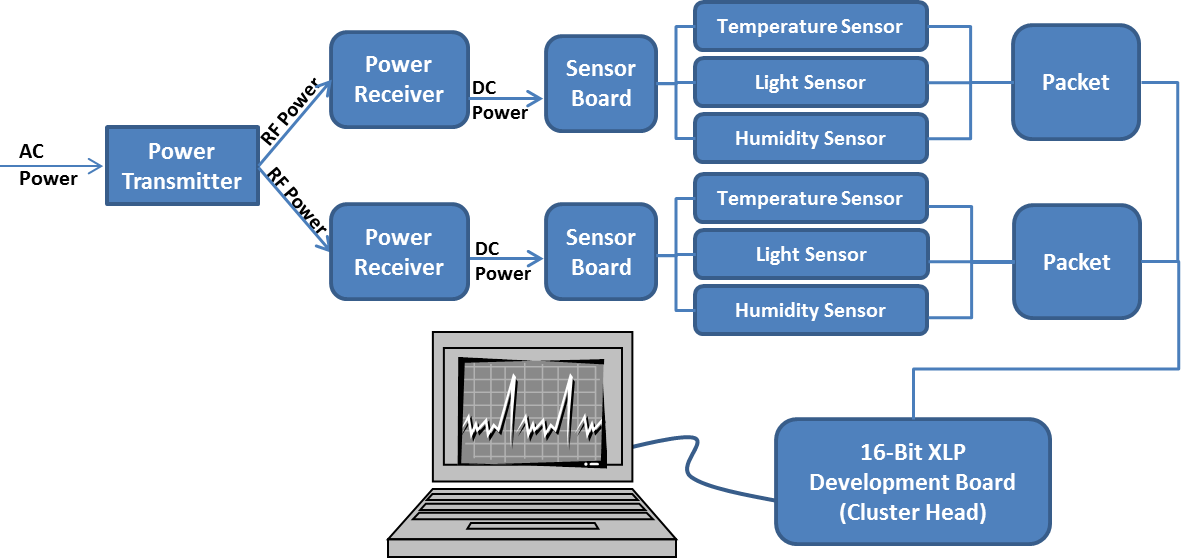 AC
Power
Power
Transmitter
RF Power
RF Power
Power
Receiver
DC
Power
Sensor
Board
Temperature Sensor
Light Sensor
Humidity Sensor
Packet
Power
Receiver
DC
Power
Sensor
Board
Temperature Sensor
Light Sensor
Humidity Sensor
Packet
16-Bit XLP
Development Board
(Cluster Head)